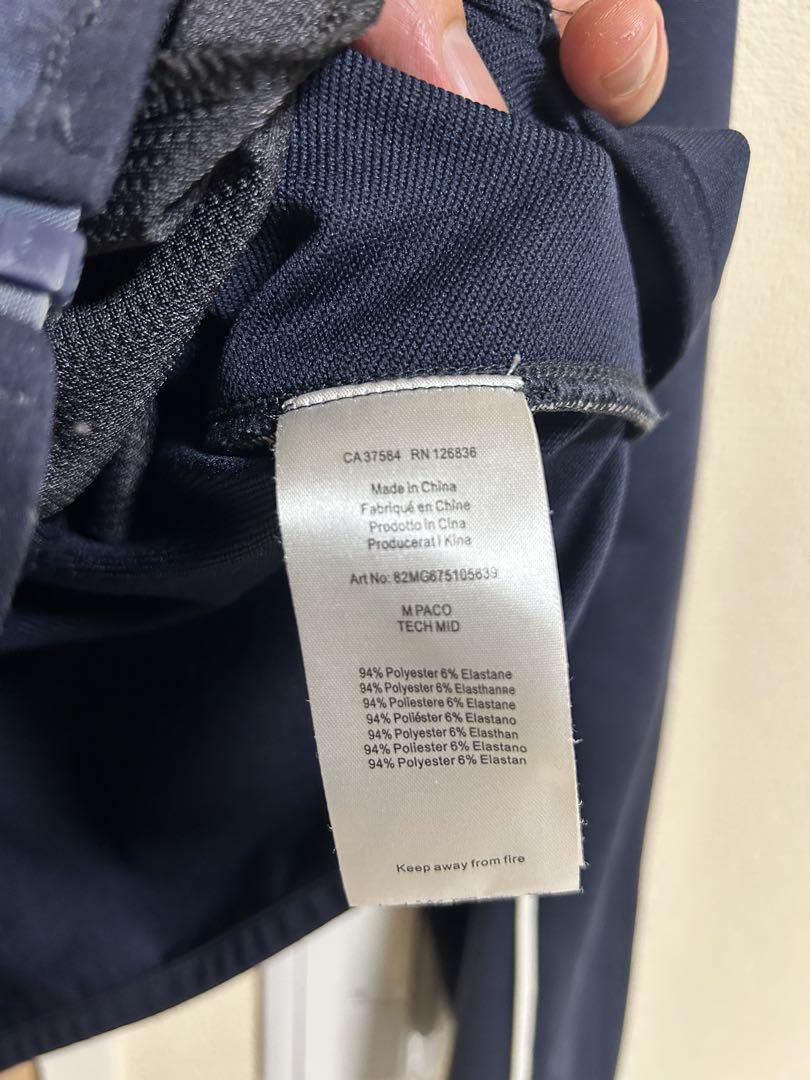 CA 37584 RN 126836
Made in China
Fabriqué en Chine
Prodotto in Cina
Producerat i Kina
Art No: 82MG675105639
M PACO
TECH MID
94% Polyester 6% Elastane
94% Polyester 6% Elasthanne
94% Poliestere 6% Elastane
94% Poliéster 6% Elastano
94% Polyester 6% Elasthan
94% Poliester 6% Elastano
94% Polyester 6% Elastan
Keep away from fire